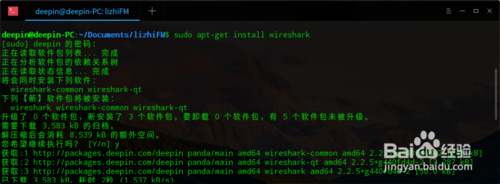 deepin@deepin-PC: ~/Documents/lizhiFM
deepin@deepin-PC:~/Documents/lizhiFM$ sudo apt-get install wireshark
[sudo] deepin 的密码：
正在读取软件包列表... 完成
正在分析软件包的依赖关系树
正在读取状态信息... 完成
将会同时安装下列软件：
wireshark-common wireshark-qt
下列【新】软件包将被安装：
wireshark wireshark-common wireshark-qt
升级了 0 个软件包，新安装了 3 个软件包，要卸载 0 个软件包，有 5 个软件包未被升级。
需要下载 3,583 kB 的归档。
解压缩后会消耗 8,539 kB 的额外空间。
您希望继续执行吗？ [Y/n] y
获取:1 http://packages.deepin.com/deepin panda/main amd64 wireshark-common amd64 2.2
获取:2 http://packages.deepin.com/deepin panda/main amd64 wireshark-qt amd64 2.2.5+g440
获取:3 http://packages.deepin.com/deepin panda/main amd64 wireshark amd64 2.2.5+g440
已下载 3,583 kB，耗时 2秒 (1,537 kB/s)
Baidu 经验
jingyan.baidu.com